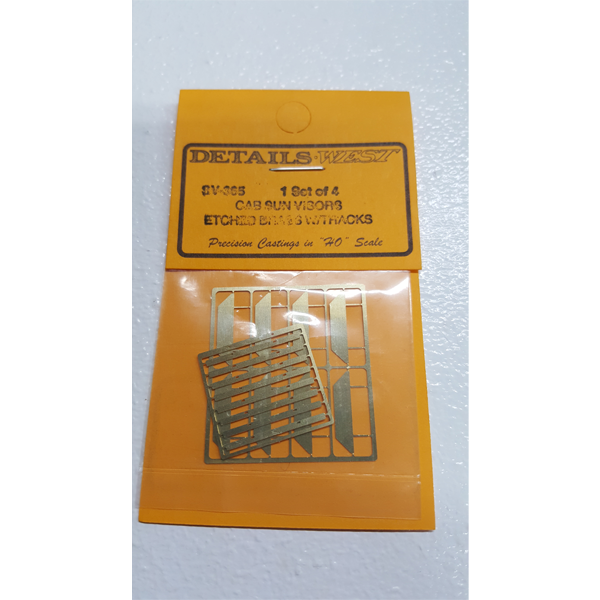 DETAILS WEST
SV-365 1 Set of 4
CAB SUN VISORS
ETCHED BRASS W/TRACKS
Precision Castings in "HO" Scale